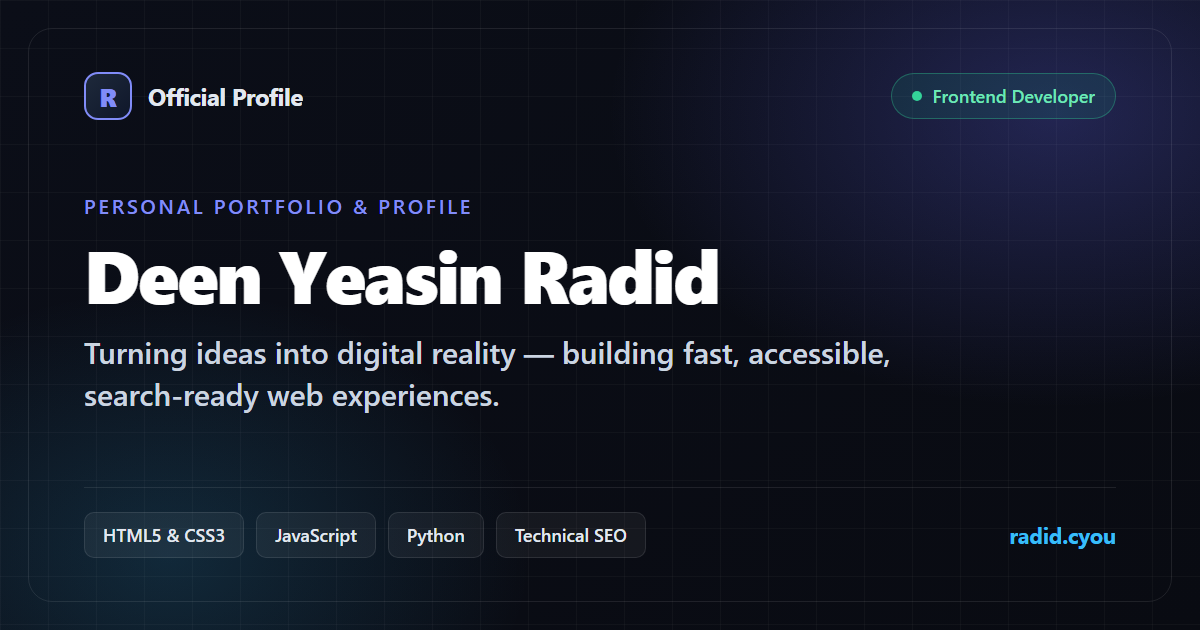 R
Official Profile
Frontend Developer
PERSONAL PORTFOLIO & PROFILE
Deen Yeasin Radid
Turning ideas into digital reality — building fast, accessible,
search-ready web experiences.
HTML5 & CSS3
JavaScript
Python
Technical SEO
radid.cyou